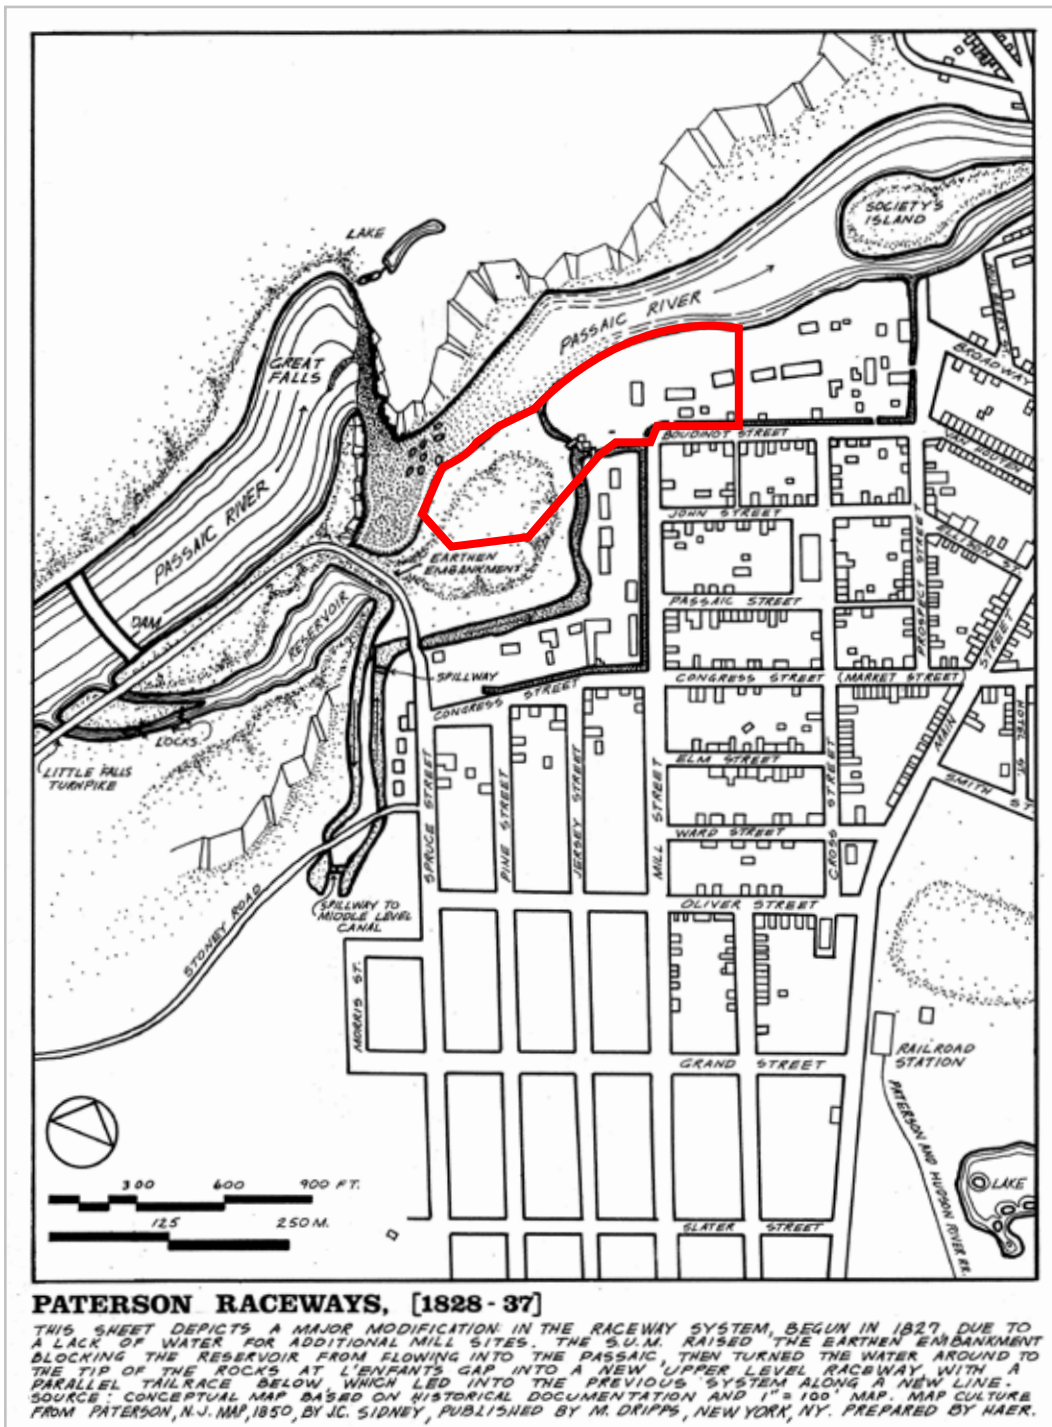 LAKE
SOCIETY'S
ISLAND
PASSAIC RIVER
GREAT
FALLS
BROADWAY
VAN HOUTEN
BOUDINOT STREET
JOHN STREET
ELLISON ST.
PASSAIC RIVER
EARTHEN
EMBANKMENT
PASSAIC STREET
PROSPECT STREET
DAM
RESERVOIR
SPILLWAY
CONGRESS STREET
CONGRESS STREET (MARKET STREET)
MAIN STREET
HOTEL ST.
LOCKS
LITTLE FALLS
TURNPIKE
ELM STREET
SMITH ST.
SPRUCE STREET
PINE STREET
JERSEY STREET
MILL STREET
WARD STREET
CROSS STREET
SPILLWAY TO
MIDDLE LEVEL
CANAL
OLIVER STREET
STONEY ROAD
MORRIS ST.
RAILROAD
STATION
GRAND STREET
PATERSON AND HUDSON RIVER RR.
LAKE
300 600 900 FT.
125 250 M.
SLATER STREET
PATERSON RACEWAYS, [1828-37]
THIS SHEET DEPICTS A MAJOR MODIFICATION IN THE RACEWAY SYSTEM, BEGUN IN 1827, DUE TO
A LACK OF WATER FOR ADDITIONAL MILL SITES. THE S.U.M. RAISED THE EARTHEN EMBANKMENT
BLOCKING THE RESERVOIR FROM FLOWING INTO THE PASSAIC, THEN TURNED THE WATER AROUND TO
THE TIP OF THE ROCKS AT L'ENFANTS GAP INTO A NEW UPPER LEVEL RACEWAY WITH A
PARALLEL TAILRACE BELOW, WHICH LED INTO THE PREVIOUS SYSTEM ALONG A NEW LINE.
SOURCE: CONCEPTUAL MAP BASED ON HISTORICAL DOCUMENTATION AND 1" = 100' MAP. MAP CULTURE
FROM PATERSON, N.J. MAP, 1850, BY J.C. SIDNEY, PUBLISHED BY M. DRIPPS, NEW YORK, NY. PREPARED BY HAER.